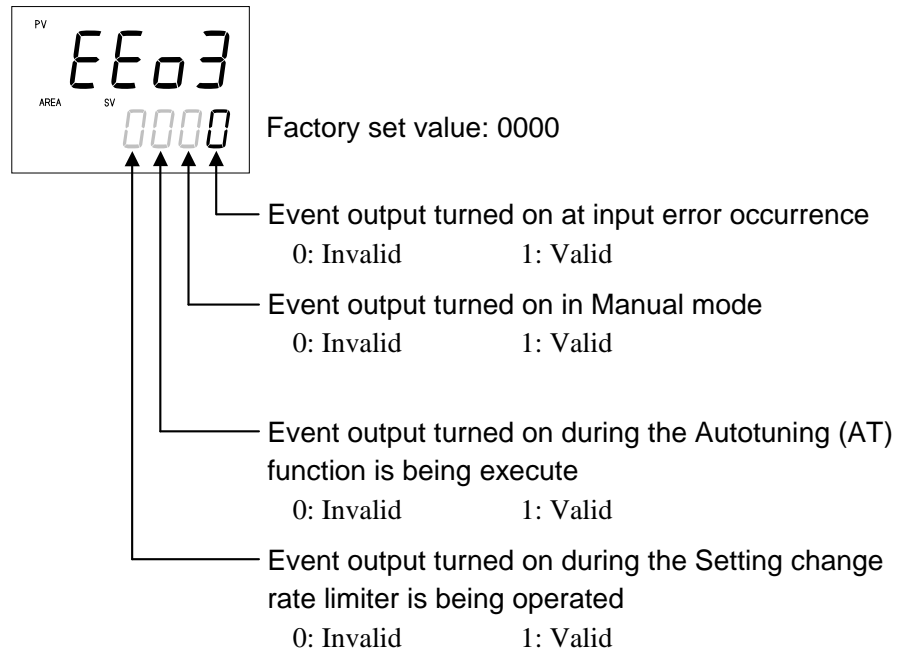 PV
EEo3
AREA SV
0000
Factory set value: 0000
Event output turned on at input error occurrence
0: Invalid 1: Valid
Event output turned on in Manual mode
0: Invalid 1: Valid
Event output turned on during the Autotuning (AT)
function is being execute
0: Invalid 1: Valid
Event output turned on during the Setting change
rate limiter is being operated
0: Invalid 1: Valid